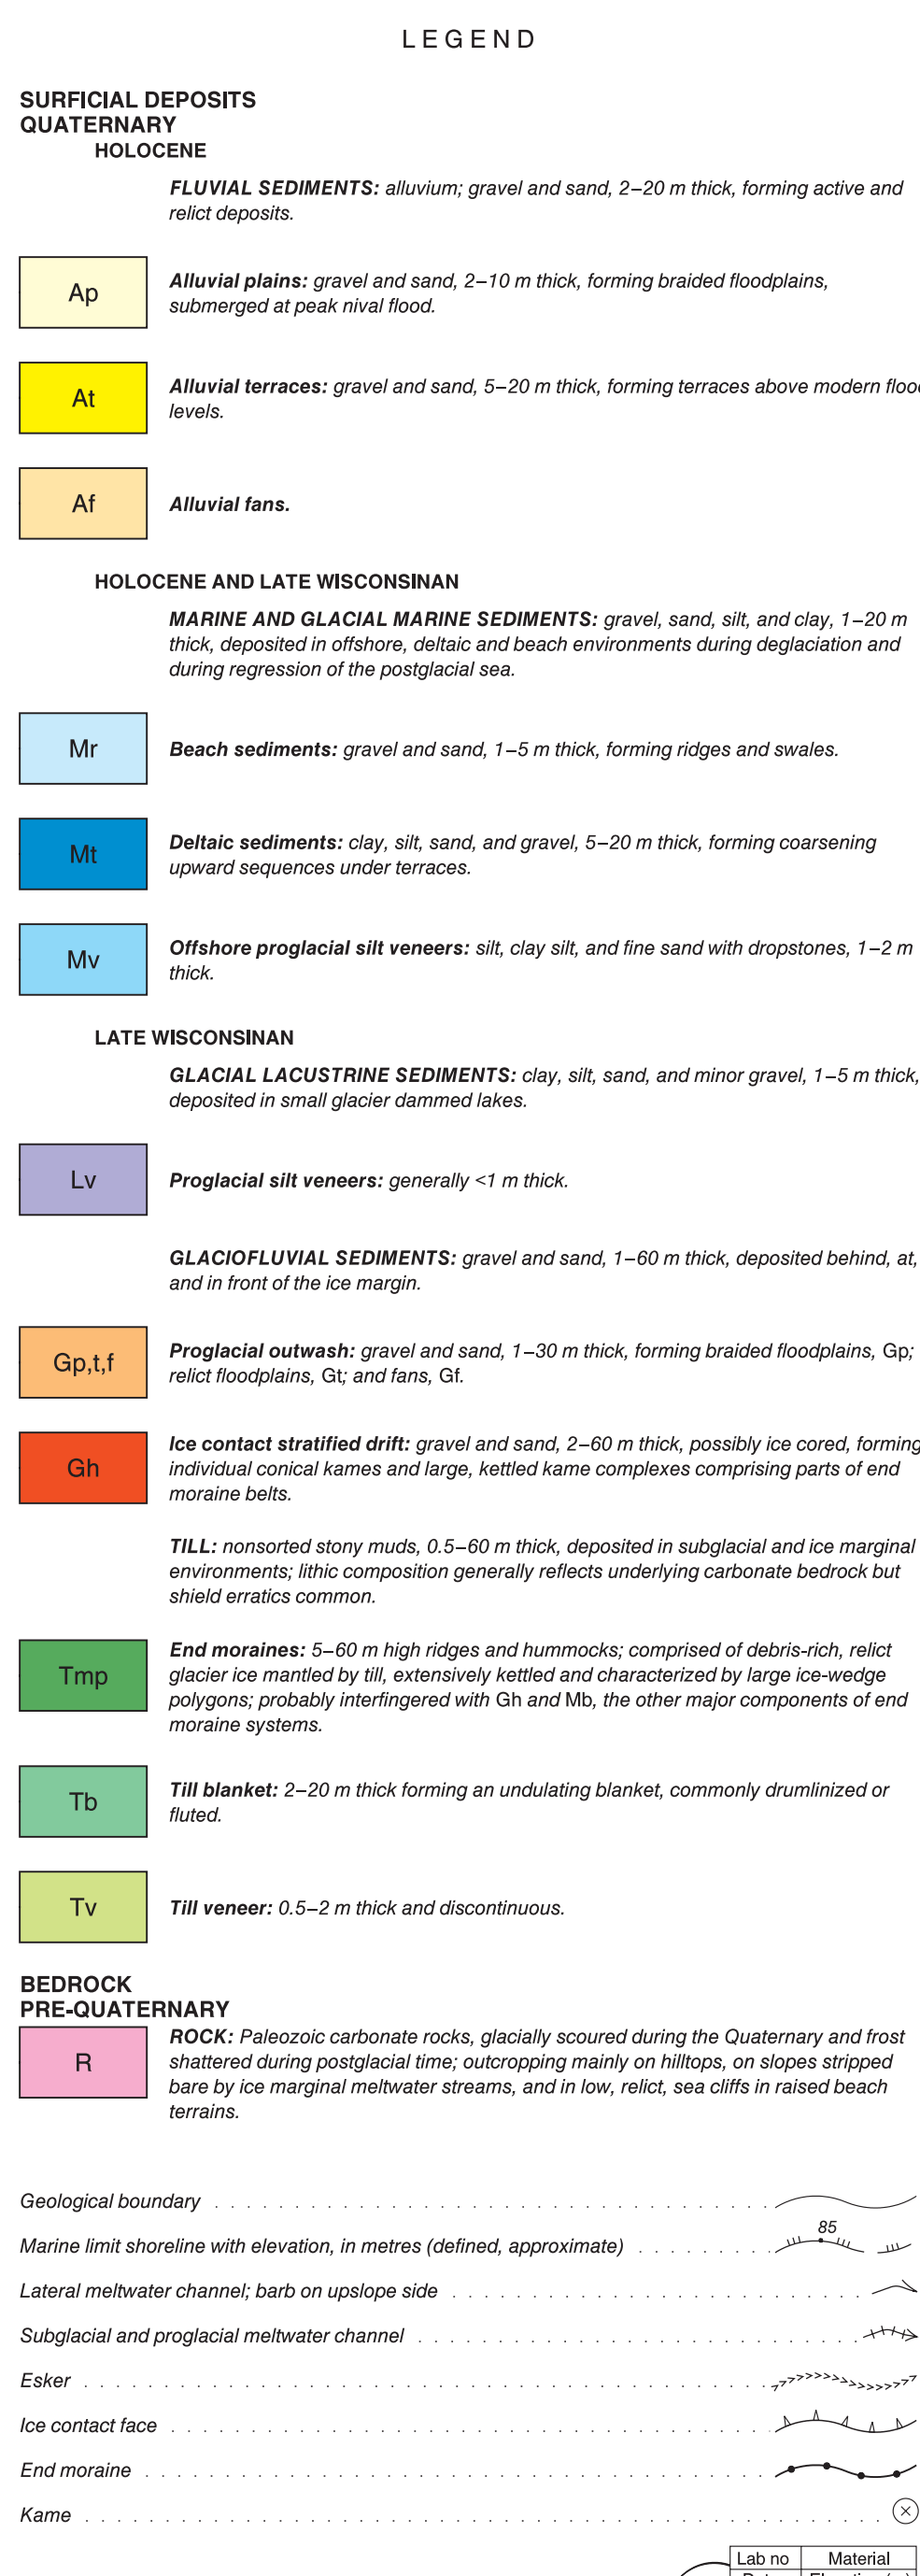 LEGEND
SURFICIAL DEPOSITS
QUATERNARY
HOLOCENE
FLUVIAL SEDIMENTS: alluvium; gravel and sand, 2–20 m thick, forming active and
relict deposits.
Ap
Alluvial plains: gravel and sand, 2–10 m thick, forming braided floodplains,
submerged at peak nival flood.
At
Alluvial terraces: gravel and sand, 5–20 m thick, forming terraces above modern flood
levels.
Af
Alluvial fans.
HOLOCENE AND LATE WISCONSINAN
MARINE AND GLACIAL MARINE SEDIMENTS: gravel, sand, silt, and clay, 1–20 m
thick, deposited in offshore, deltaic and beach environments during deglaciation and
during regression of the postglacial sea.
Mr
Beach sediments: gravel and sand, 1–5 m thick, forming ridges and swales.
Mt
Deltaic sediments: clay, silt, sand, and gravel, 5–20 m thick, forming coarsening
upward sequences under terraces.
Mv
Offshore proglacial silt veneers: silt, clay silt, and fine sand with dropstones, 1–2 m
thick.
LATE WISCONSINAN
GLACIAL LACUSTRINE SEDIMENTS: clay, silt, sand, and minor gravel, 1–5 m thick,
deposited in small glacier dammed lakes.
Lv
Proglacial silt veneers: generally <1 m thick.
GLACIOFLUVIAL SEDIMENTS: gravel and sand, 1–60 m thick, deposited behind, at,
and in front of the ice margin.
Gp,t,f
Proglacial outwash: gravel and sand, 1–30 m thick, forming braided floodplains, Gp;
relict floodplains, Gt; and fans, Gf.
Gh
Ice contact stratified drift: gravel and sand, 2–60 m thick, possibly ice cored, forming
individual conical kames and large, kettled kame complexes comprising parts of end
moraine belts.
TILL: nonsorted stony muds, 0.5–60 m thick, deposited in subglacial and ice marginal
environments; lithic composition generally reflects underlying carbonate bedrock but
shield erratics common.
Tmp
End moraines: 5–60 m high ridges and hummocks; comprised of debris-rich, relict
glacier ice mantled by till, extensively kettled and characterized by large ice-wedge
polygons; probably interfingered with Gh and Mb, the other major components of end
moraine systems.
Tb
Till blanket: 2–20 m thick forming an undulating blanket, commonly drumlinized or
fluted.
Tv
Till veneer: 0.5–2 m thick and discontinuous.
BEDROCK
PRE-QUATERNARY
R
ROCK: Paleozoic carbonate rocks, glacially scoured during the Quaternary and frost
shattered during postglacial time; outcropping mainly on hilltops, on slopes stripped
bare by ice marginal meltwater streams, and in low, relict, sea cliffs in raised beach
terrains.
Geological boundary
85
Marine limit shoreline with elevation, in metres (defined, approximate)
Lateral meltwater channel; barb on upslope side
Subglacial and proglacial meltwater channel
Esker
Ice contact face
End moraine
Kame
Lab no Material